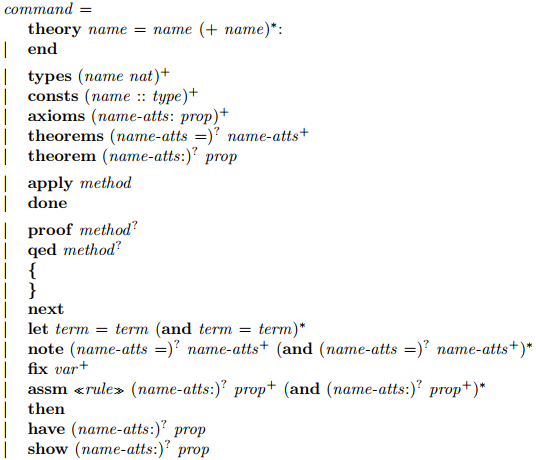 command =
theory name = name (+ name)*:
| end
| types (name nat)⁺
| consts (name :: type)⁺
| axioms (name-atts: prop)⁺
| theorems (name-atts =)? name-atts⁺
| theorem (name-atts:)? prop
| apply method
| done
| proof method?
| qed method?
| {
| }
| next
| let term = term (and term = term)*
| note (name-atts =)? name-atts⁺ (and (name-atts =)? name-atts⁺)*
| fix var⁺
| assm ≪rule≫ (name-atts:)? prop⁺ (and (name-atts:)? prop⁺)*
| then
| have (name-atts:)? prop
| show (name-atts:)? prop